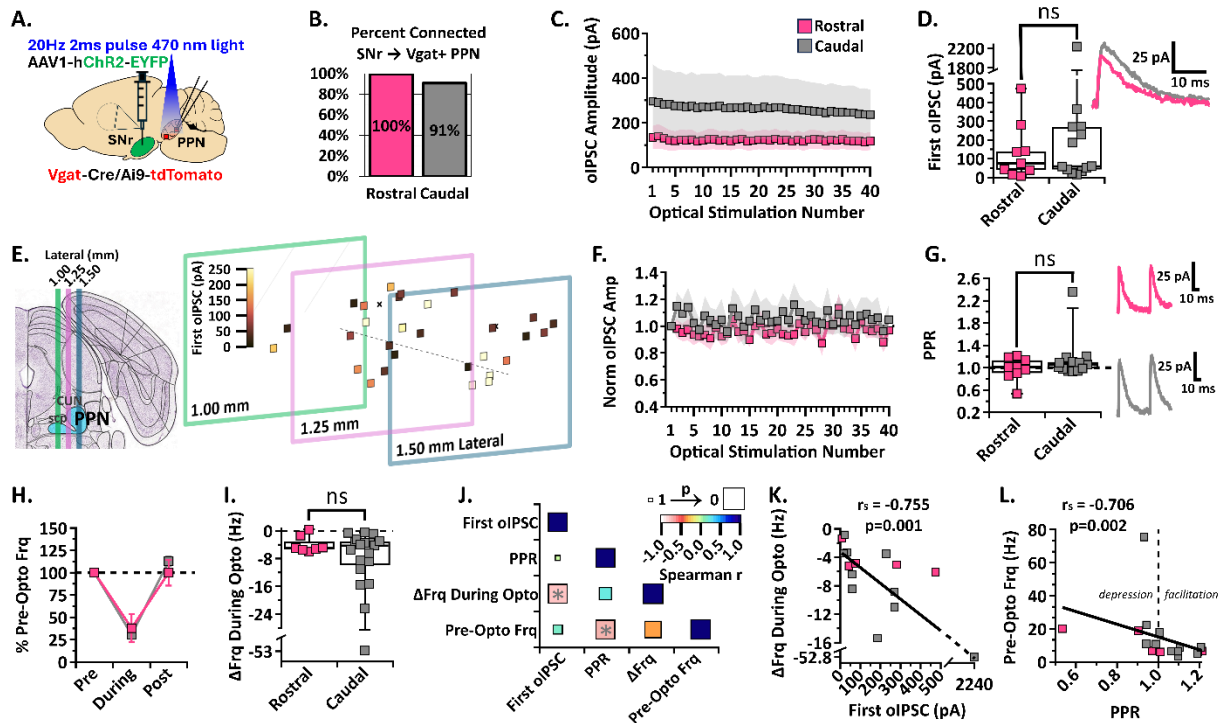 A.
20Hz 2ms pulse 470 nm light
AAV1-hChR2-EYFP
SNr
PPN
Vgat-Cre/Ai9-tdTomato
B.
Percent Connected
SNr → Vgat+ PPN
100%
80%
60%
40%
20%
0%
100%
91%
Rostral Caudal
C.
Rostral
Caudal
oIPSC Amplitude (pA)
600
400
200
0
1 5 10 15 20 25 30 35 40
Optical Stimulation Number
D.
ns
First oIPSC (pA)
2200
1800
500
400
300
200
100
0
Rostral
Caudal
25 pA
10 ms
E.
Lateral (mm)
1.00
1.25
1.50
CUN
scp
PPN
First oIPSC (pA)
250
200
150
100
50
0
1.00 mm
1.25 mm
1.50 mm Lateral
x
x
F.
Norm oIPSC Amp
1.4
1.2
1.0
0.8
0.6
0.4
1 5 10 15 20 25 30 35 40
Optical Stimulation Number
G.
ns
PPR
2.6
2.2
1.8
1.4
1.0
0.6
0.2
Rostral
Caudal
25 pA
10 ms
25 pA
10 ms
H.
% Pre-Opto Frq
150
125
100
75
50
25
0
Pre
During
Post
I.
ns
ΔFrq During Opto (Hz)
0
-4
-8
-12
-16
-20
-24
-28
-53
Rostral
Caudal
J.
1 p 0
-1.0
-0.5
0.0
0.5
1.0
Spearman r
First oIPSC
PPR
ΔFrq During Opto
Pre-Opto Frq
*
*
First oIPSC
PPR
ΔFrq
Pre-Opto Frq
K.
rs = -0.755
p=0.001
ΔFrq During Opto (Hz)
0
-4
-8
-12
-16
-52.8
0
100
200
300
400
500
2240
First oIPSC (pA)
L.
rs = -0.706
p=0.002
Pre-Opto Frq (Hz)
80
60
40
20
0
depression
facilitation
0.6 0.8 1.0 1.2
PPR